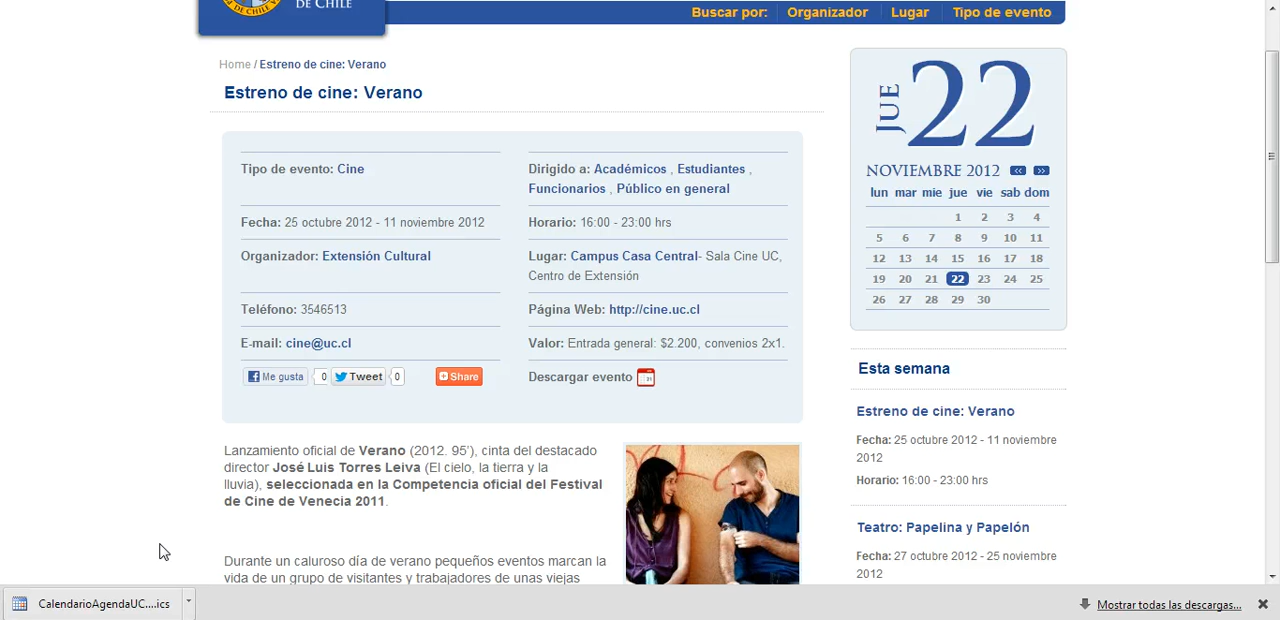 DE CHILE
Buscar por: Organizador Lugar Tipo de evento
Home / Estreno de cine: Verano
Estreno de cine: Verano
Tipo de evento: Cine
Fecha: 25 octubre 2012 - 11 noviembre 2012
Organizador: Extensión Cultural
Teléfono: 3546513
E-mail: cine@uc.cl
Me gusta 0 Tweet 0 Share
Dirigido a: Académicos , Estudiantes ,
Funcionarios , Público en general
Horario: 16:00 - 23:00 hrs
Lugar: Campus Casa Central- Sala Cine UC,
Centro de Extensión
Página Web: http://cine.uc.cl
Valor: Entrada general: $2.200, convenios 2x1.
Descargar evento
Lanzamiento oficial de Verano (2012. 95’), cinta del destacado
director José Luis Torres Leiva (El cielo, la tierra y la
lluvia), seleccionada en la Competencia oficial del Festival
de Cine de Venecia 2011.
Durante un caluroso día de verano pequeños eventos marcan la
vida de un grupo de visitantes y trabajadores de unas viejas
JUE 22
NOVIEMBRE 2012 << >>
lun mar mie jue vie sab dom
1 2 3 4
5 6 7 8 9 10 11
12 13 14 15 16 17 18
19 20 21 22 23 24 25
26 27 28 29 30
Esta semana
Estreno de cine: Verano
Fecha: 25 octubre 2012 - 11 noviembre
2012
Horario: 16:00 - 23:00 hrs
Teatro: Papelina y Papelón
Fecha: 27 octubre 2012 - 25 noviembre
2012
CalendarioAgendaUC....ics
Mostrar todas las descargas...